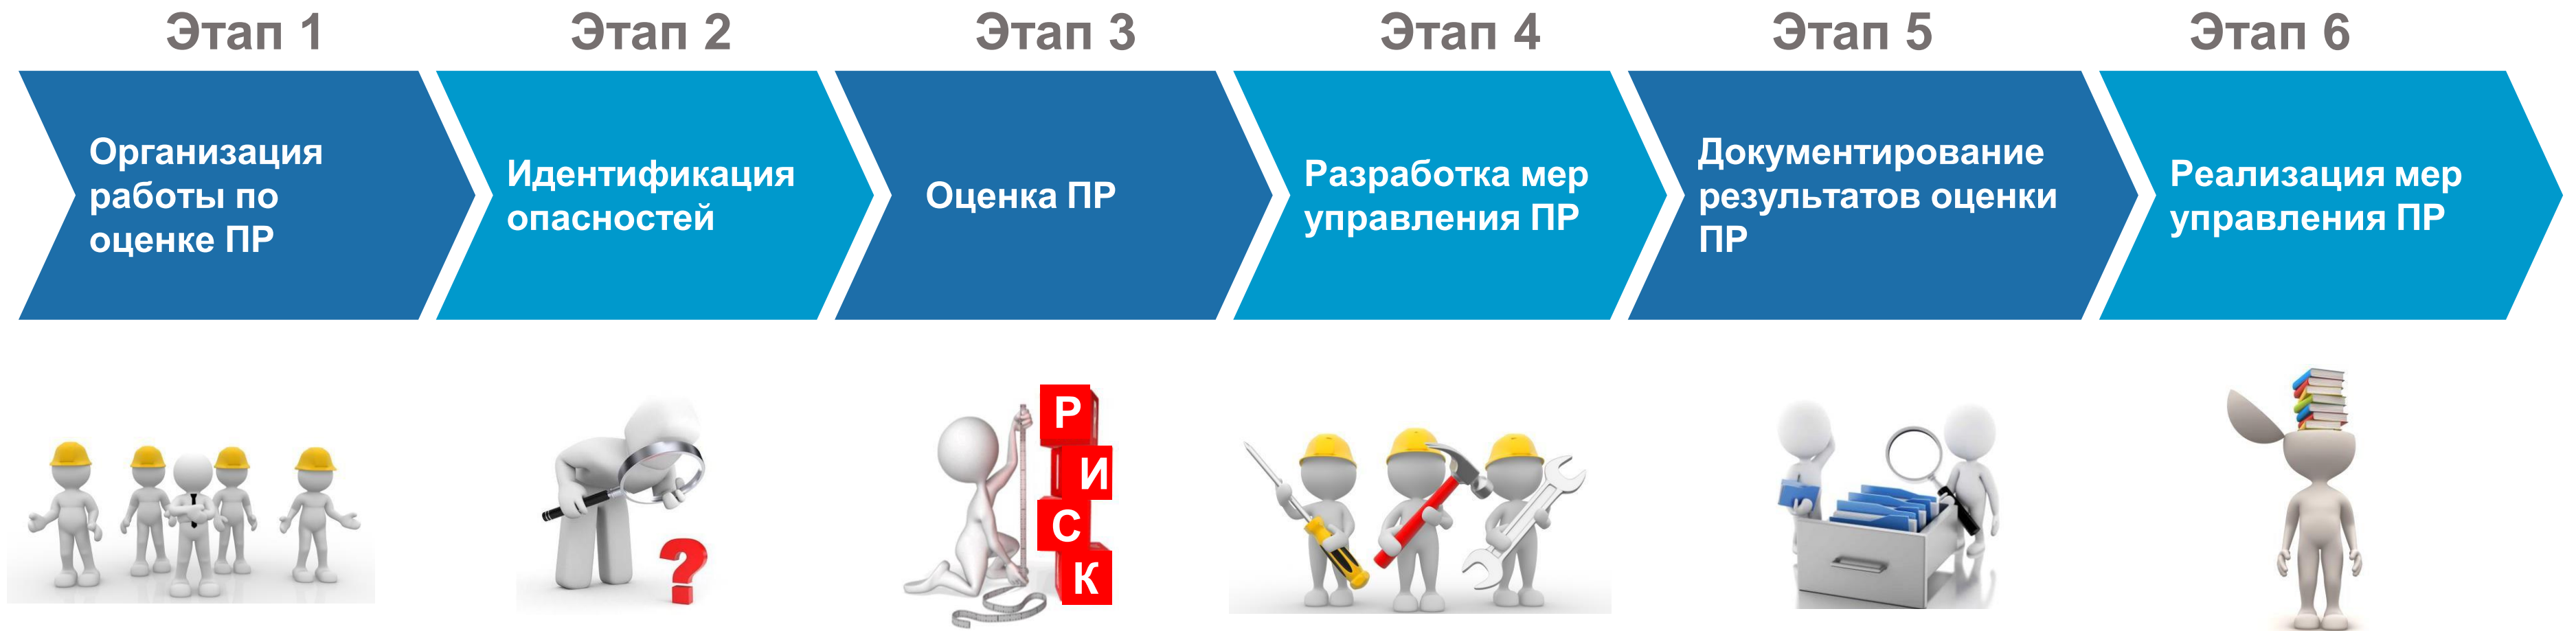 Этап 1
Этап 2
Этап 3
Этап 4
Этап 5
Этап 6
Организация
работы по
оценке ПР
Идентификация
опасностей
Оценка ПР
Разработка мер
управления ПР
Документирование
результатов оценки
ПР
Реализация мер
управления ПР
Р
И
С
К
?